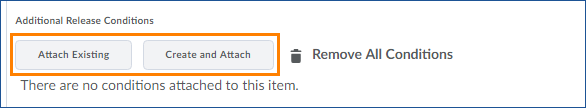 Additional Release Conditions
Attach Existing Create and Attach Remove All Conditions
There are no conditions attached to this item.